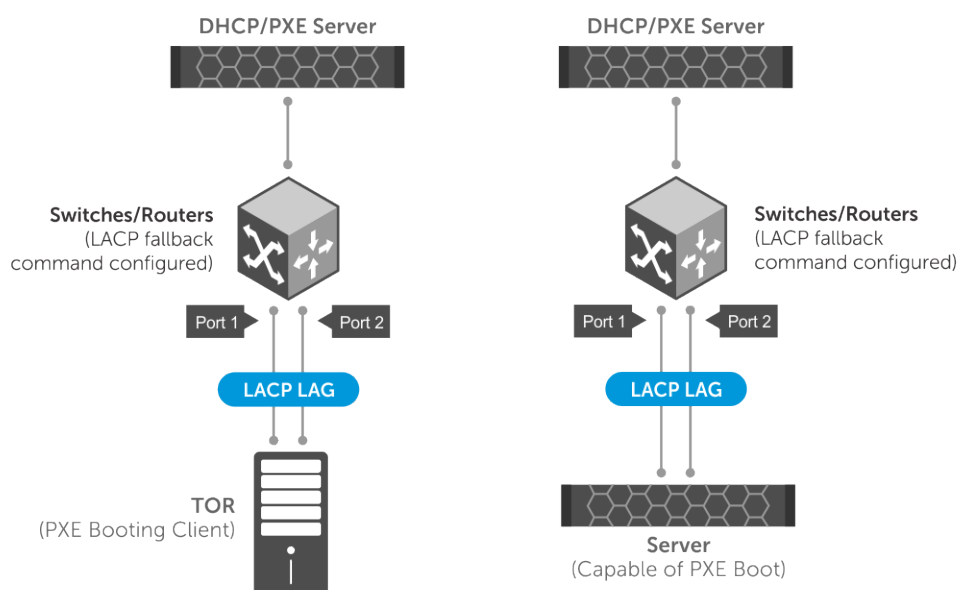 DHCP/PXE Server
Switches/Routers
(LACP fallback
command configured)
Port 1
Port 2
LACP LAG
TOR
(PXE Booting Client)
DHCP/PXE Server
Switches/Routers
(LACP fallback
command configured)
Port 1
Port 2
LACP LAG
Server
(Capable of PXE Boot)